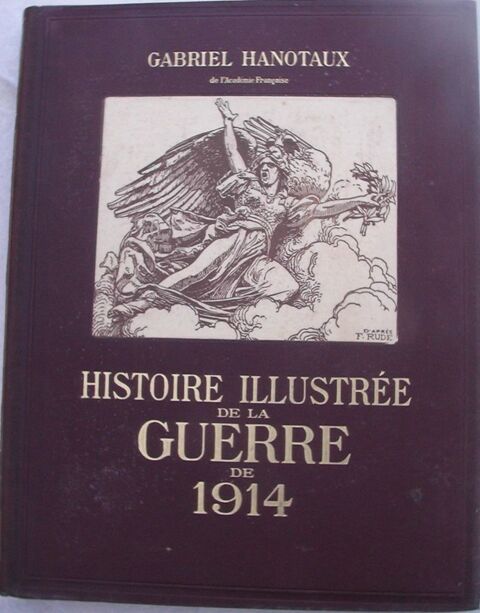 GABRIEL HANOTAUX
de l'Académie Française
D'APRÈS
F. RUDE
HISTOIRE ILLUSTRÉE
DE LA
GUERRE
DE
1914